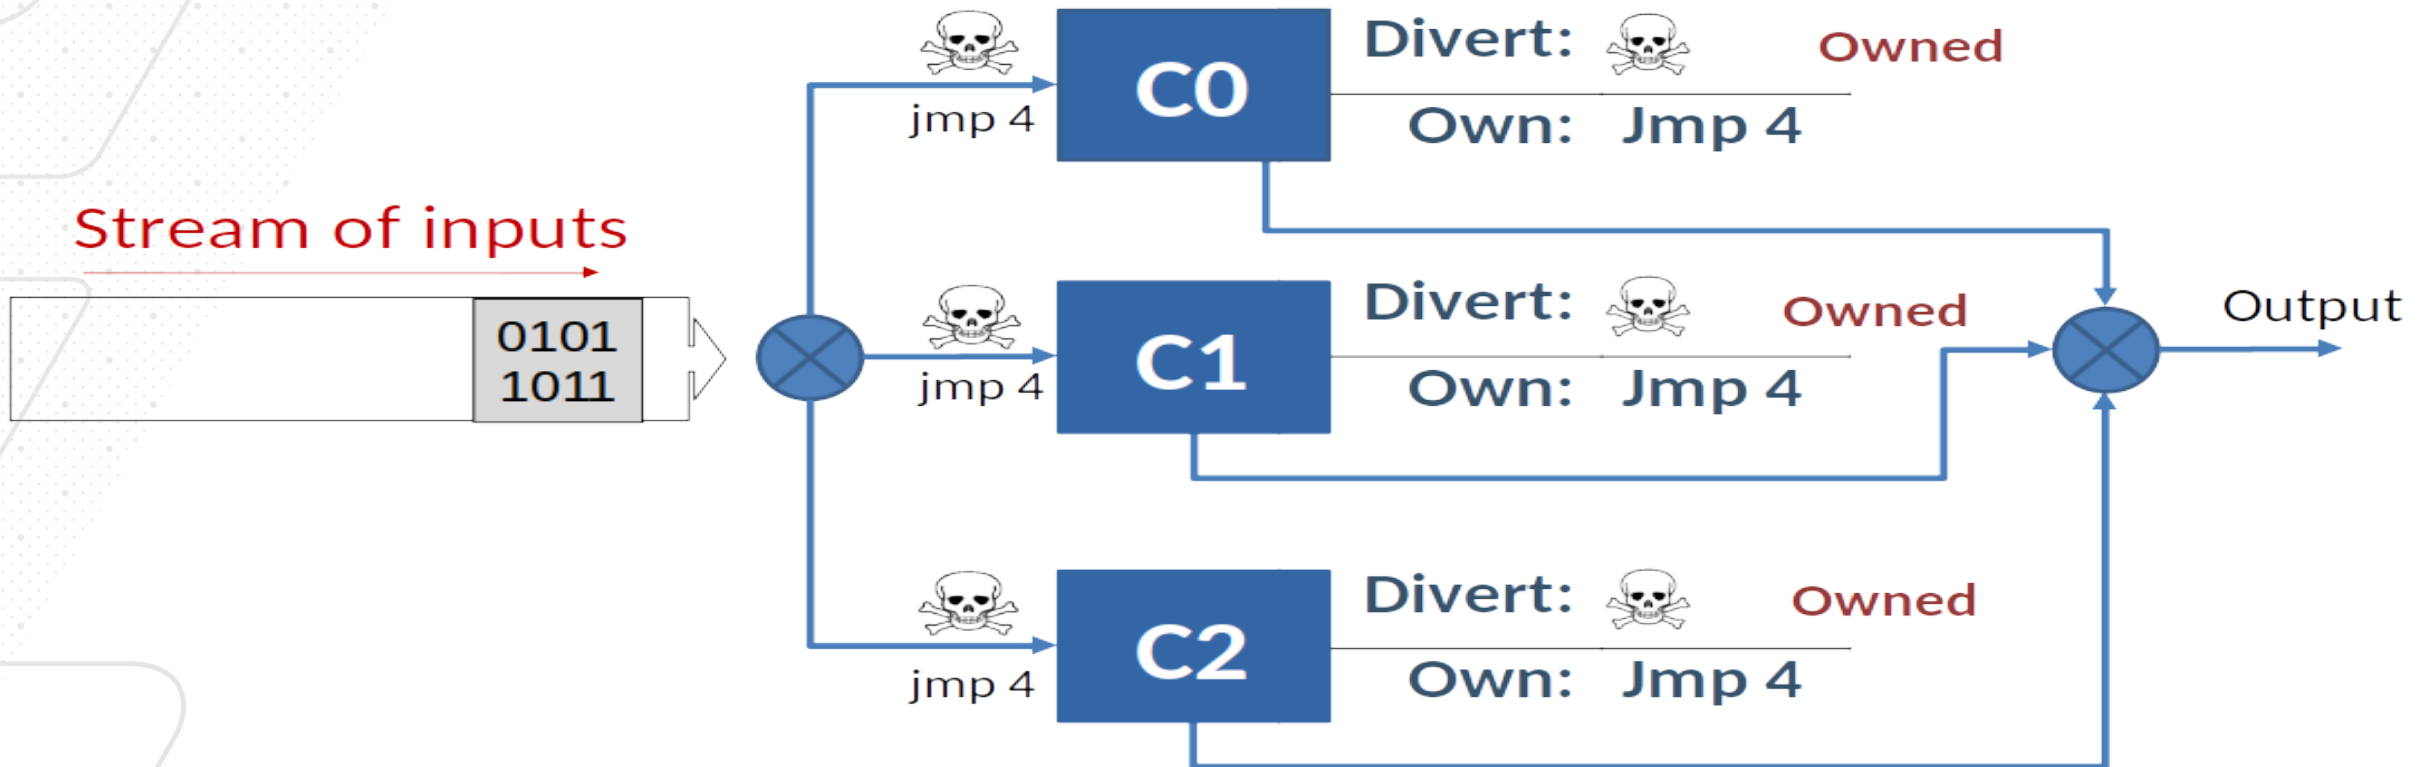 Stream of inputs
0101
1011
jmp 4
C0
Divert:
Owned
Own: Jmp 4
jmp 4
C1
Divert:
Owned
Own: Jmp 4
jmp 4
C2
Divert:
Owned
Own: Jmp 4
Output